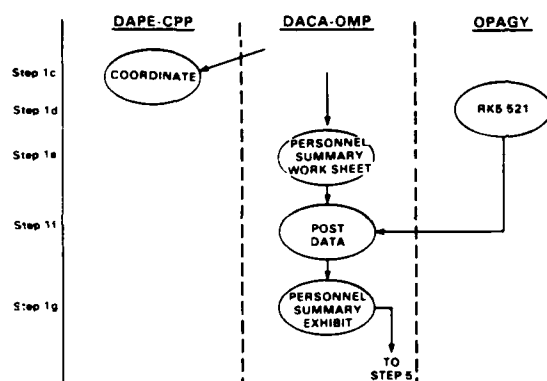 DAPE-CPP
DACA-OMP
OPAGY
Step 1c
COORDINATE
Step 1d
RK5 521
Step 1e
PERSONNEL
SUMMARY
WORK SHEET
Step 1f
POST
DATA
Step 1g
PERSONNEL
SUMMARY
EXHIBIT
TO
STEP 5